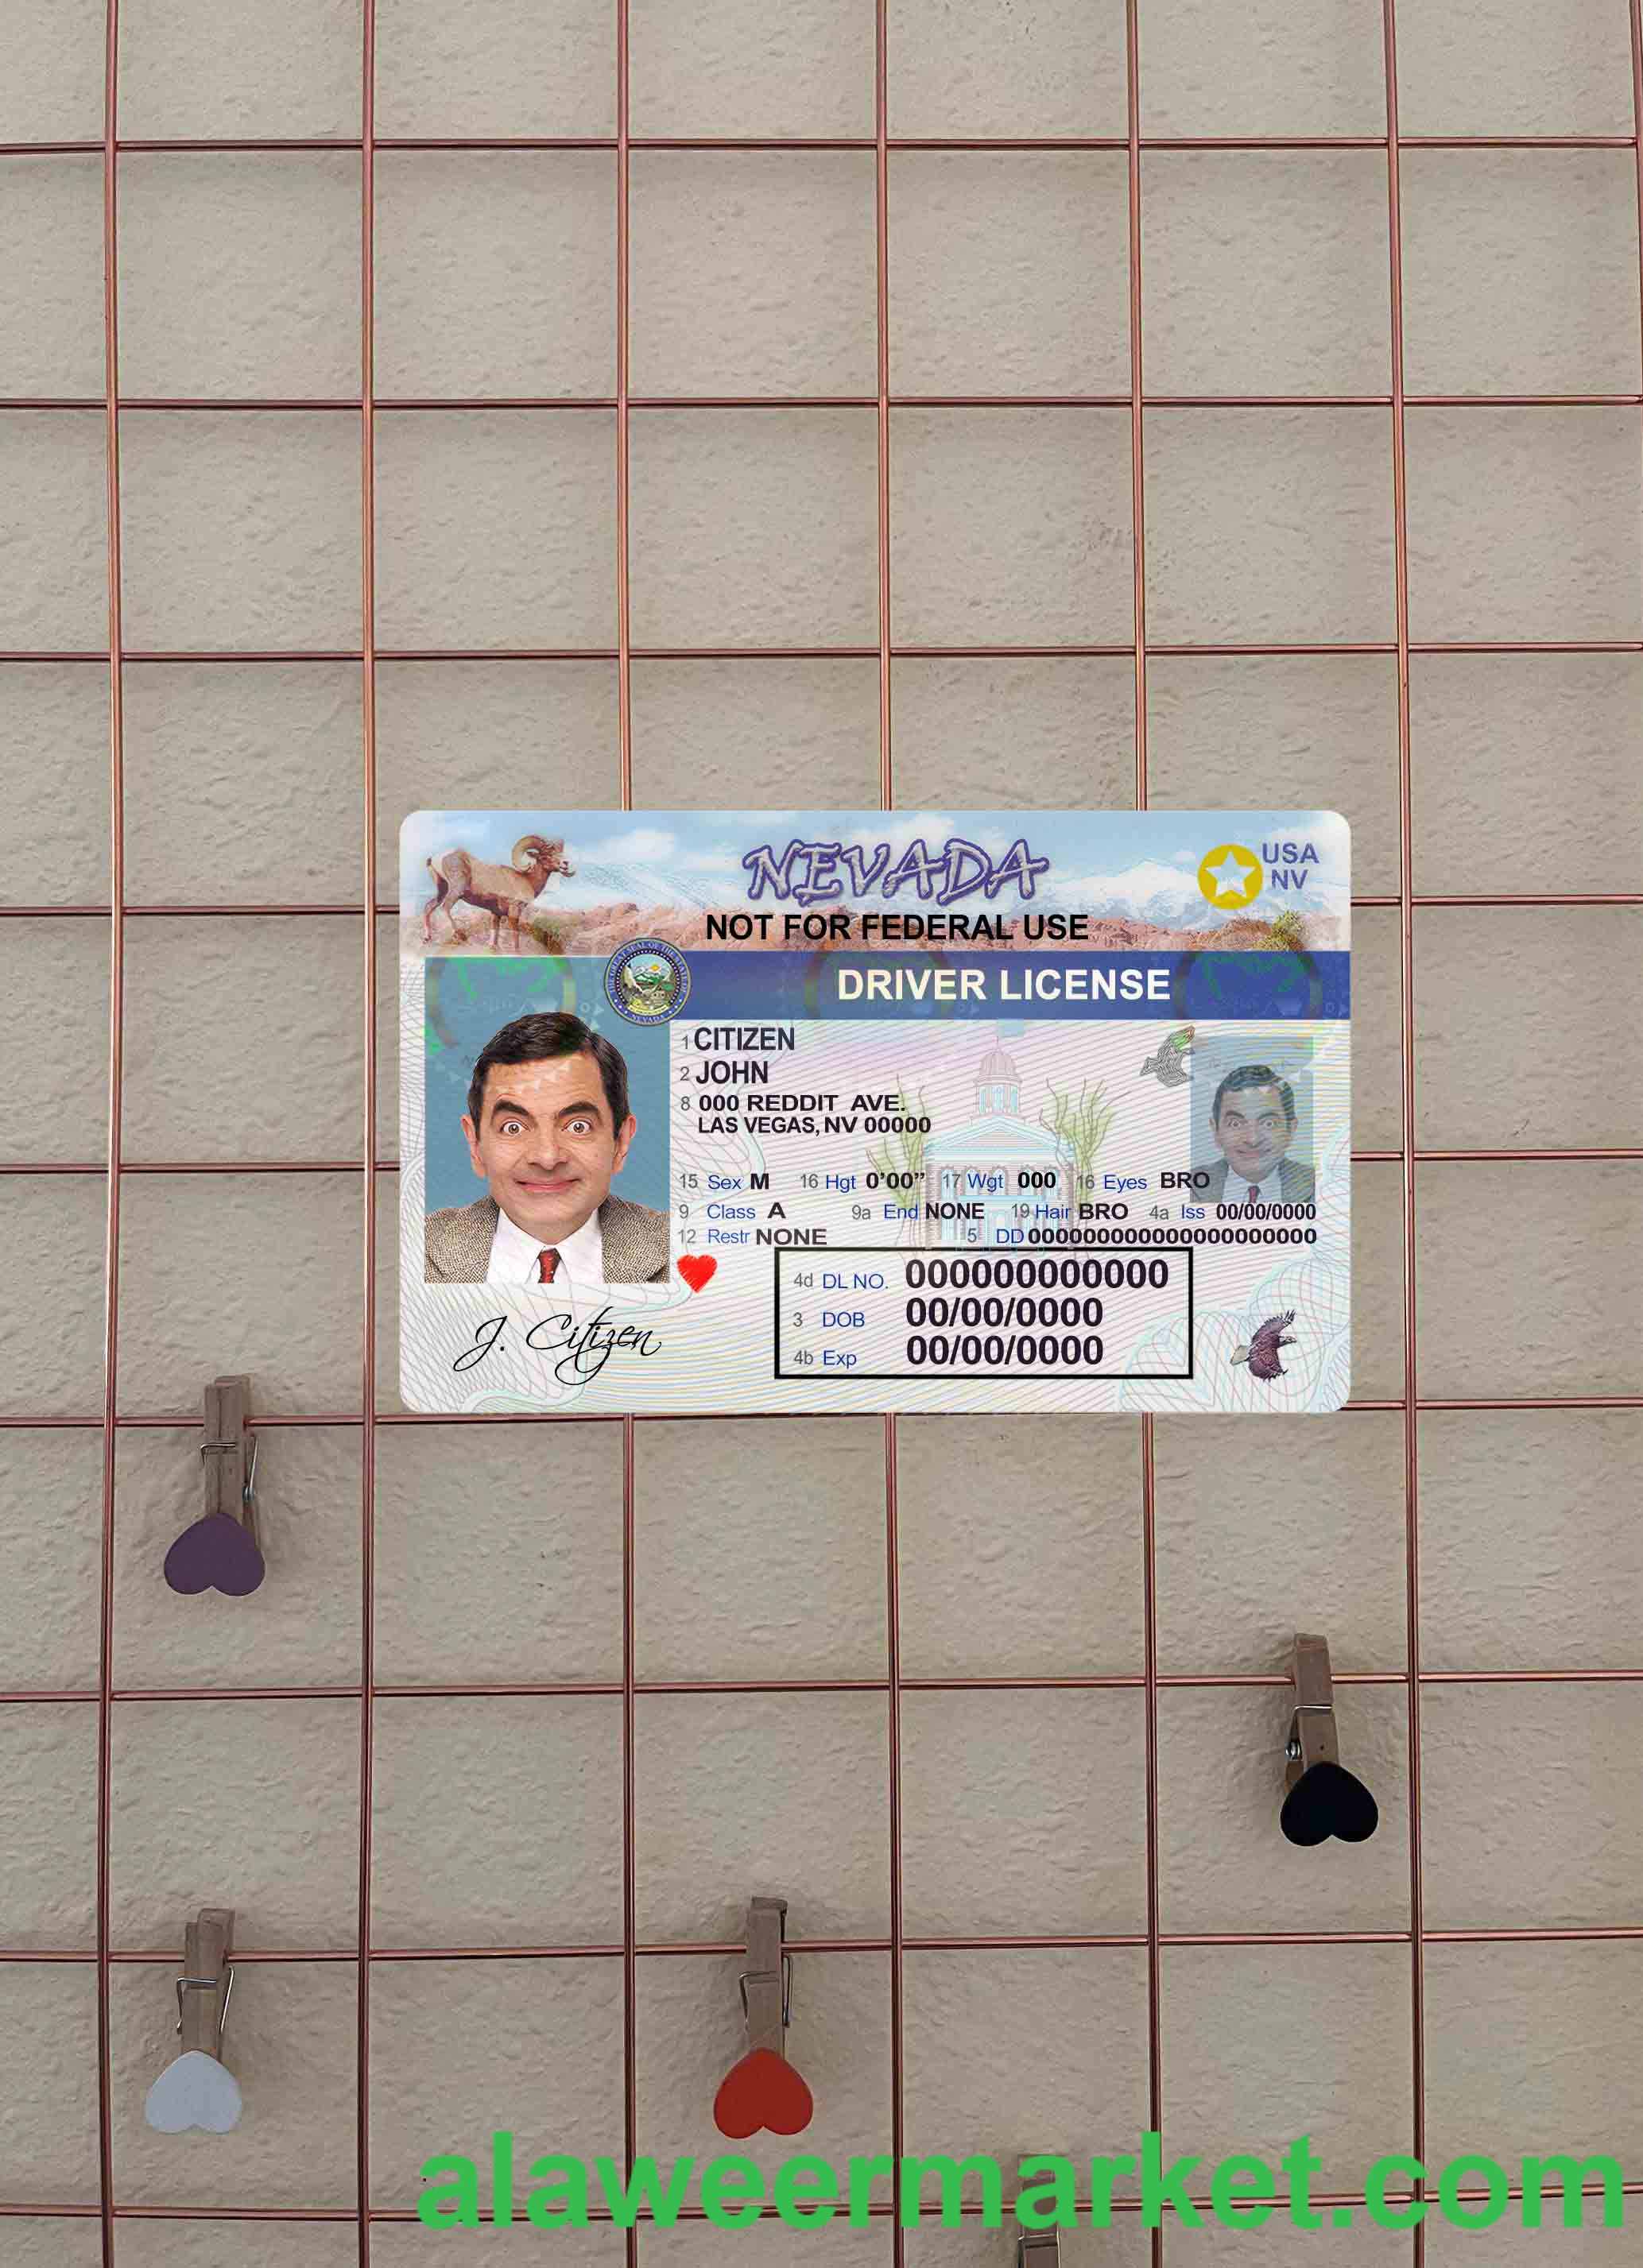 NEVADA
USA
NV
NOT FOR FEDERAL USE
DRIVER LICENSE
1 CITIZEN
2 JOHN
8 000 REDDIT AVE.
LAS VEGAS, NV 00000
15 Sex M 16 Hgt 0'00” 17 Wgt 000 16 Eyes BRO
9 Class A 9a End NONE 19 Hair BRO 4a Iss 00/00/0000
12 Restr NONE 5 DD 0000000000000000000000
4d DL NO. 000000000000
3 DOB 00/00/0000
4b Exp 00/00/0000
J. Citizen
alaweermarket.com